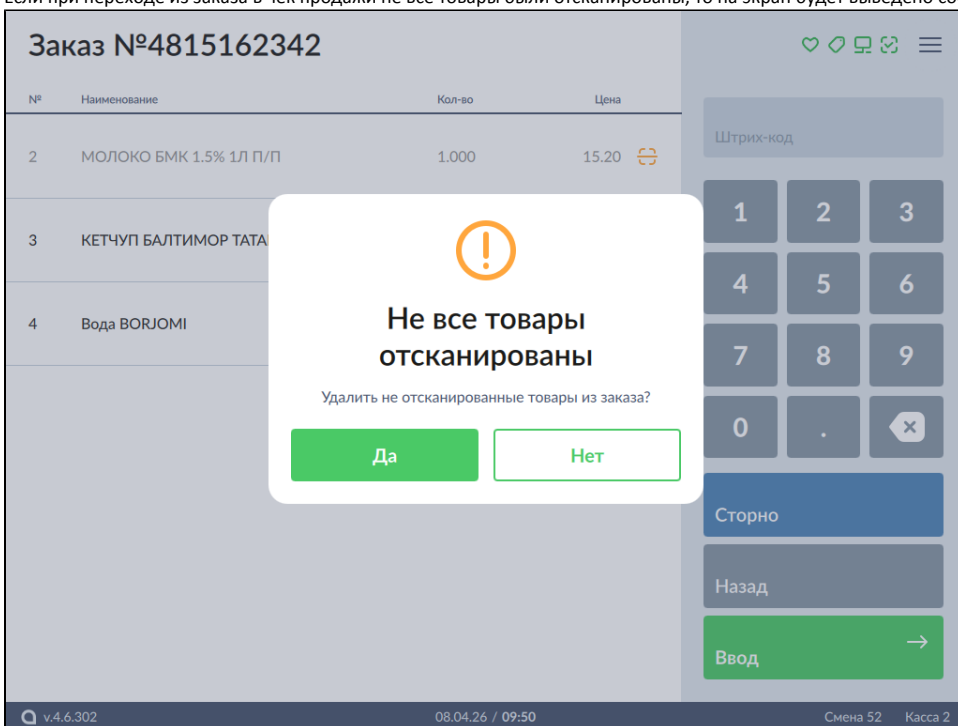 Если при переходе из заказа в чек продажи не все товары были отсканированы, то на экран будет выведено со
Заказ №4815162342
№ Наименование Кол-во Цена
Штрих-код
2 МОЛОКО БМК 1.5% 1Л П/П 1.000 15.20
1 2 3
3 КЕТЧУП БАЛТИМОР ТАТА
4 5 6
4 Вода BORJOMI
Не все товары
отсканированы
7 8 9
Удалить не отсканированные товары из заказа?
0 .
Да Нет
Сторно
Назад
Ввод
v.4.6.302 08.04.26 / 09:50 Смена 52 Касса 2